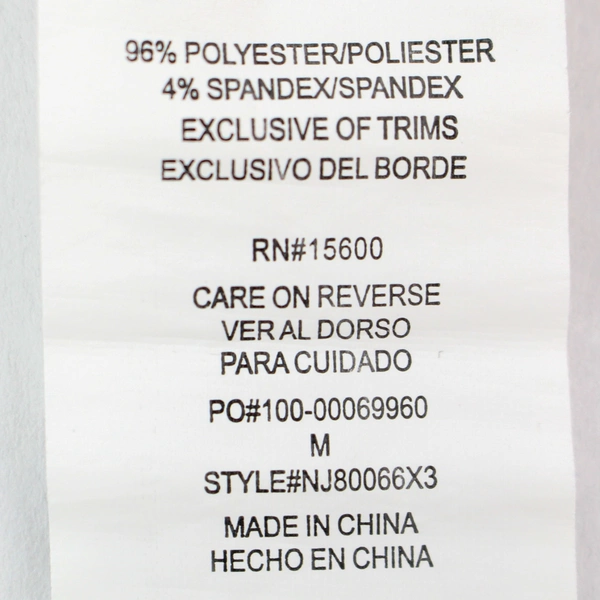 96% POLYESTER/POLIESTER
4% SPANDEX/SPANDEX
EXCLUSIVE OF TRIMS
EXCLUSIVO DEL BORDE
RN#15600
CARE ON REVERSE
VER AL DORSO
PARA CUIDADO
PO#100-00069960
M
STYLE#NJ80066X3
MADE IN CHINA
HECHO EN CHINA